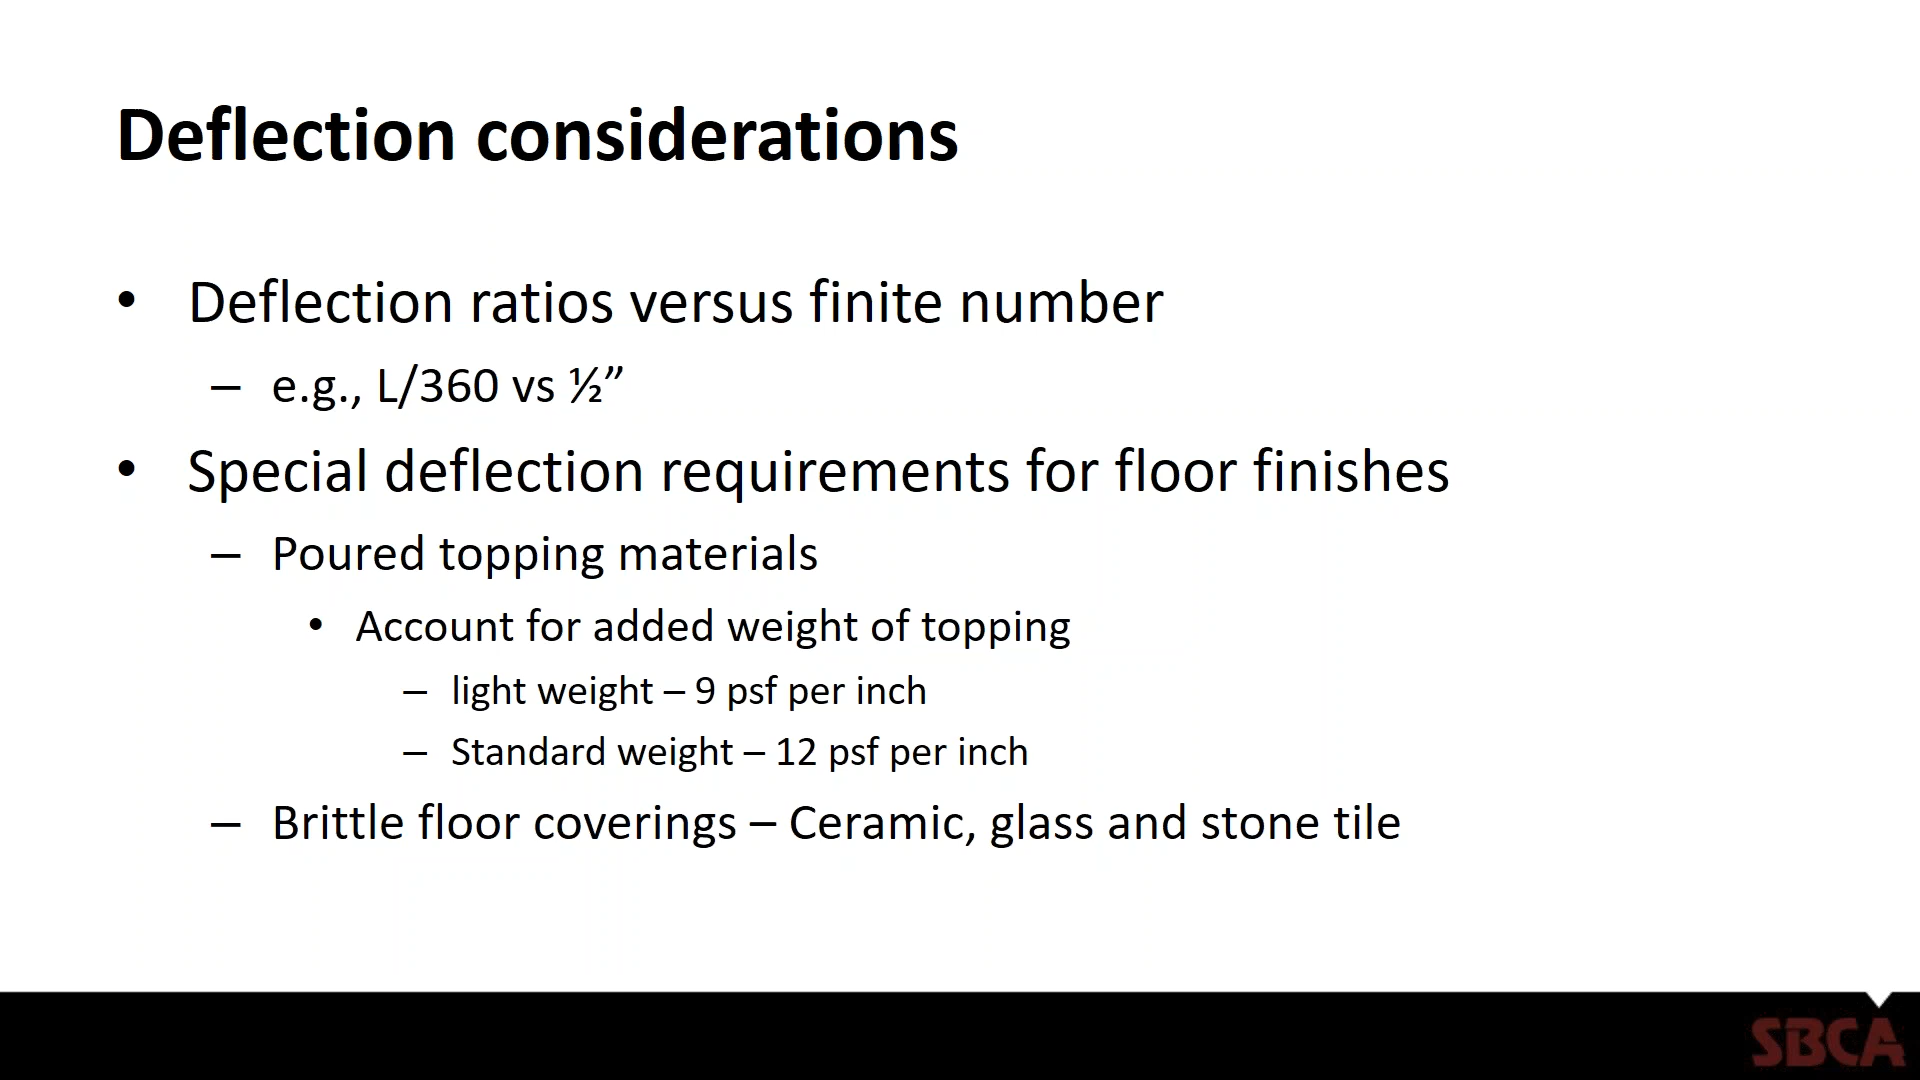 Deflection considerations
• Deflection ratios versus finite number
– e.g., L/360 vs ½”
• Special deflection requirements for floor finishes
– Poured topping materials
• Account for added weight of topping
– light weight – 9 psf per inch
– Standard weight – 12 psf per inch
– Brittle floor coverings – Ceramic, glass and stone tile
SBCA